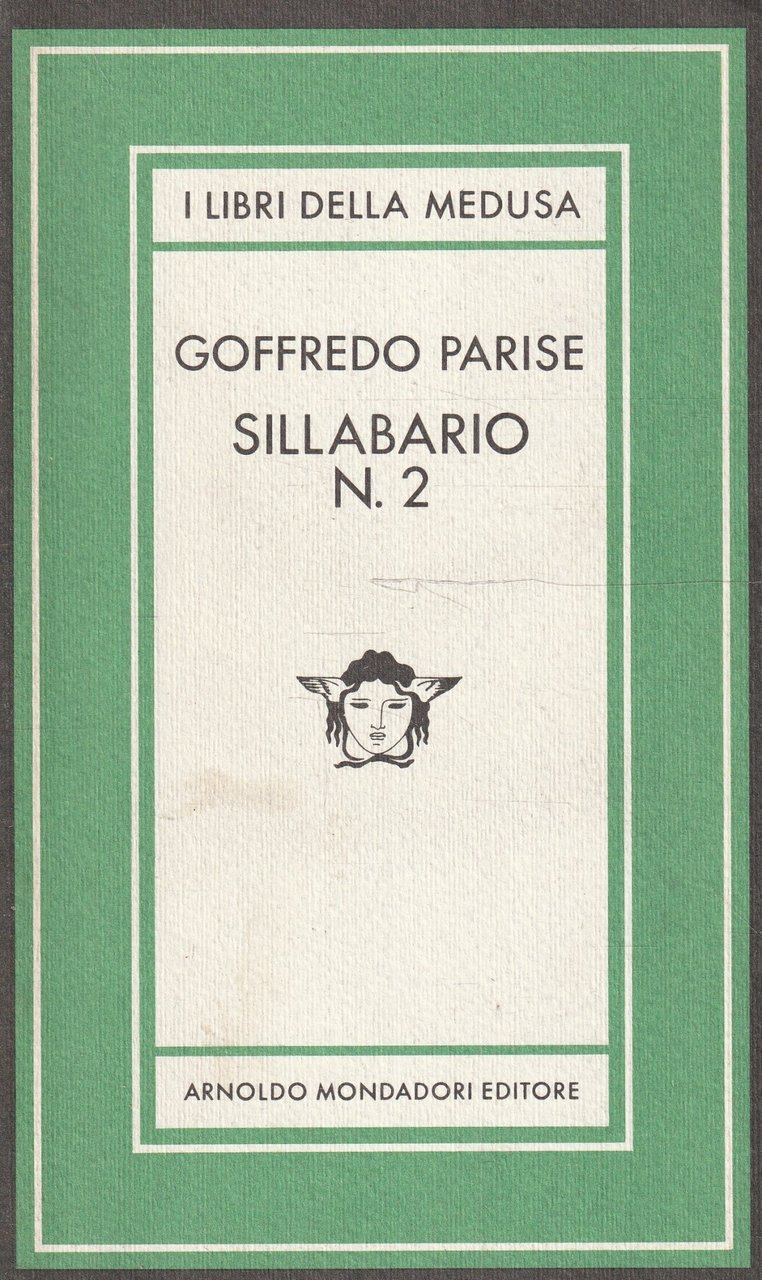 I LIBRI DELLA MEDUSA
GOFFREDO PARISE
SILLABARIO
N. 2
ARNOLDO MONDADORI EDITORE